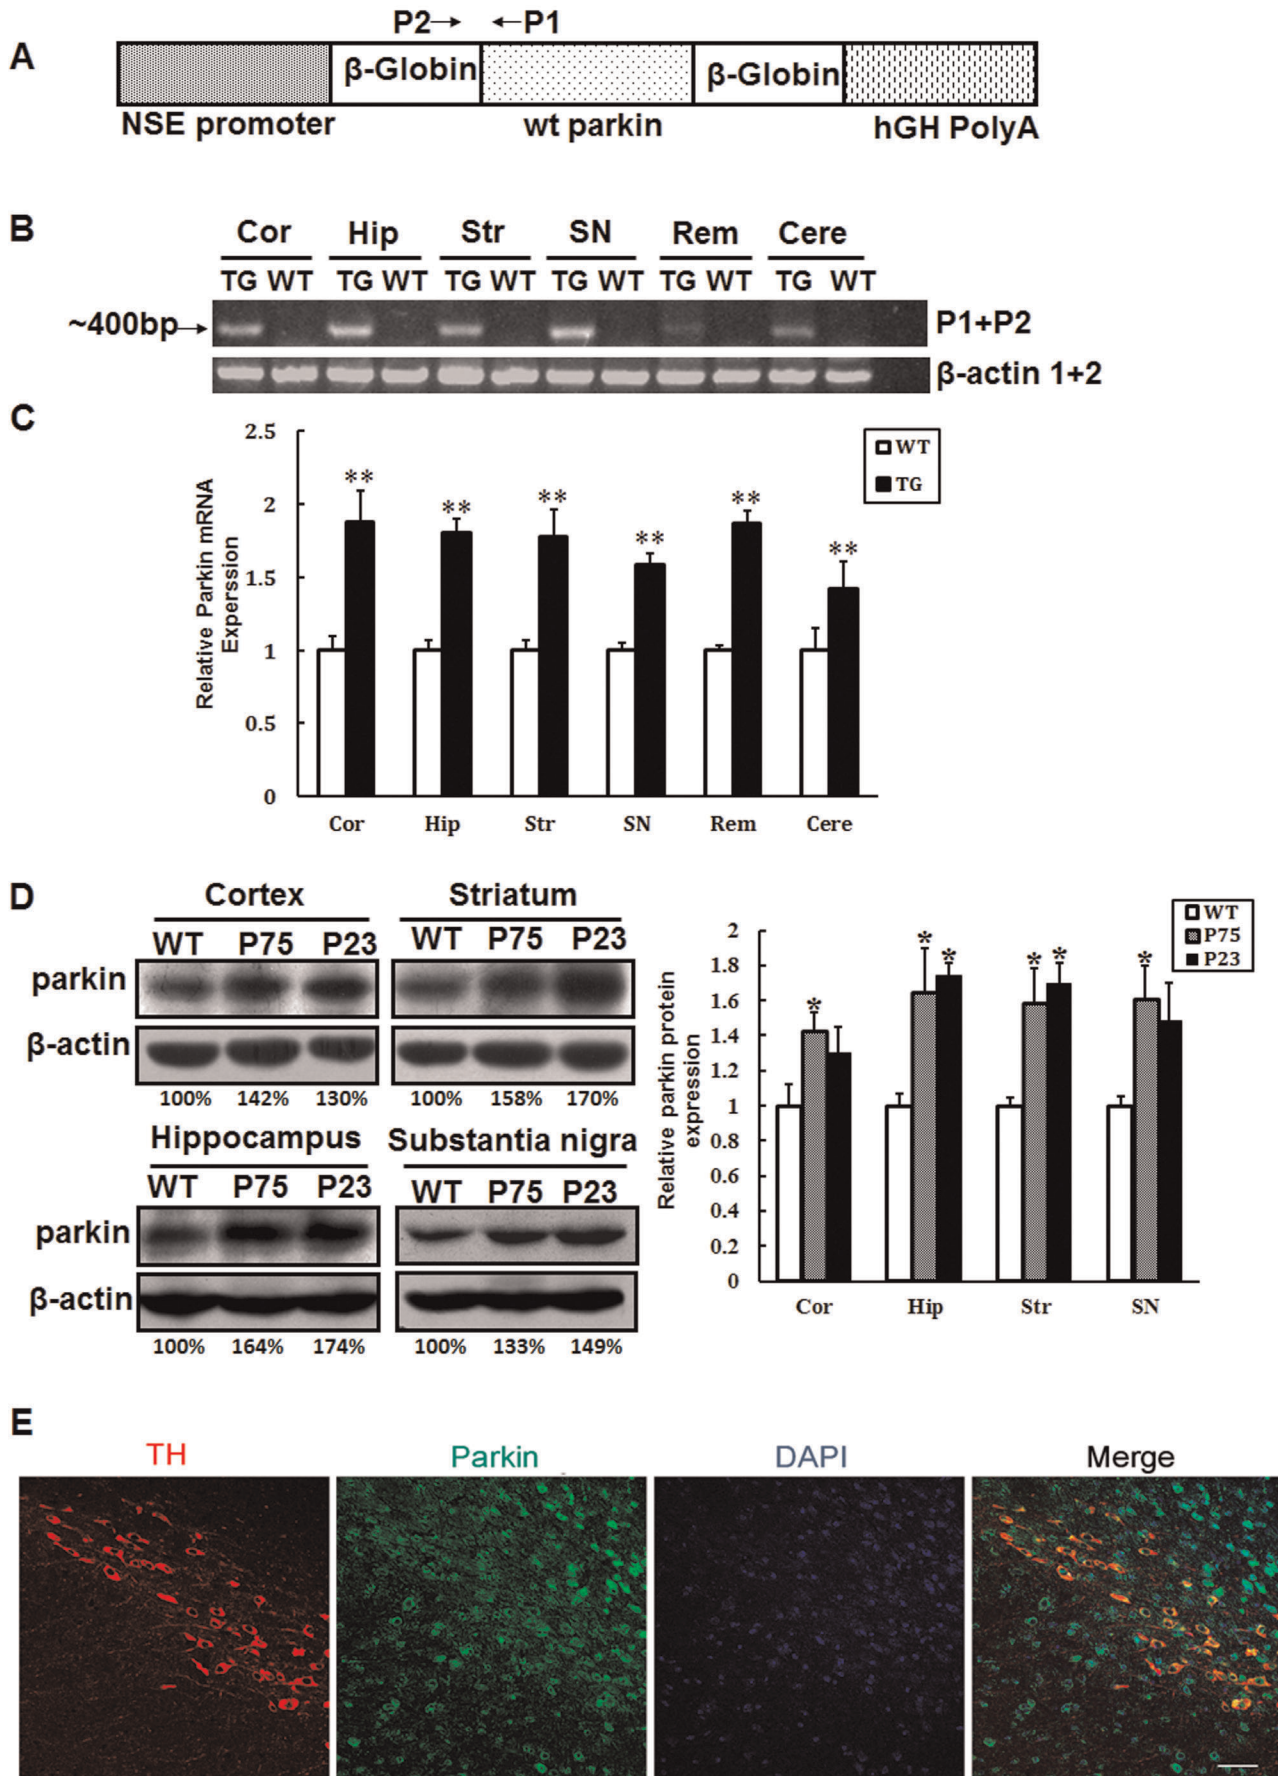 A
P2→ ←P1
β-Globin
β-Globin
NSE promoter
wt parkin
hGH PolyA
B
Cor Hip Str SN Rem Cere
TG WT TG WT TG WT TG WT TG WT TG WT
~400bp→
P1+P2
β-actin 1+2
C
Relative Parkin mRNA
Experssion
2.5
2
1.5
1
0.5
0
** ** ** ** ** **
WT
TG
Cor Hip Str SN Rem Cere
D
Cortex
WT P75 P23
parkin
β-actin
100% 142% 130%
Striatum
WT P75 P23
100% 158% 170%
Hippocampus
WT P75 P23
parkin
β-actin
100% 164% 174%
Substantia nigra
WT P75 P23
100% 133% 149%
Relative parkin protein
expression
2
1.8
1.6
1.4
1.2
1
0.8
0.6
0.4
0.2
0
* * * * * *
WT
P75
P23
Cor Hip Str SN
E
TH Parkin DAPI Merge